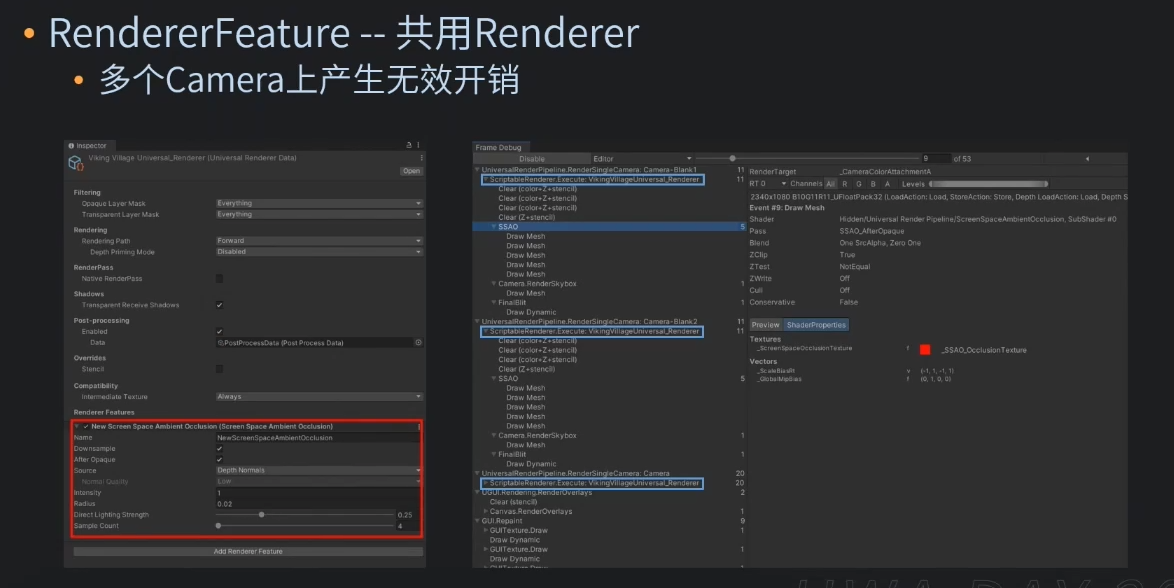 RendererFeature -- 共用Renderer
多个Camera上产生无效开销
Inspector
Viking Village Universal_Renderer (Universal Renderer Data)
Open
Filtering
Opaque Layer Mask Everything
Transparent Layer Mask Everything
Rendering
Rendering Path Forward
Depth Priming Mode Disabled
RenderPass
Native RenderPass
Shadows
Transparent Receive Shadows
Post-processing
Enabled
Data PostProcessData (Post Process Data)
Overrides
Stencil
Compatibility
Intermediate Texture Always
Renderer Features
New Screen Space Ambient Occlusion (Screen Space Ambient Occlusion)
Name NewScreenSpaceAmbientOcclusion
Downsample
After Opaque
Source Depth Normals
Normal Quality Low
Intensity 1
Radius 0.02
Direct Lighting Strength 0.25
Sample Count 4
Add Renderer Feature
Frame Debug
Disable Editor 9 of 53
UniversalRenderPipeline.RenderSingleCamera: Camera-Blank1 11
ScriptableRenderer.Execute: VikingVillageUniversal_Renderer 11
Clear (color+Z+stencil)
Clear (color+Z+stencil)
Clear (color+Z+stencil)
Clear (Z+stencil)
SSAO 5
Draw Mesh
Draw Mesh
Draw Mesh
Draw Mesh
Draw Mesh
Camera.RenderSkybox 1
Draw Mesh
FinalBlit 1
Draw Dynamic
UniversalRenderPipeline.RenderSingleCamera: Camera-Blank2 11
ScriptableRenderer.Execute: VikingVillageUniversal_Renderer 11
Clear (color+Z+stencil)
Clear (color+Z+stencil)
Clear (color+Z+stencil)
Clear (Z+stencil)
SSAO 5
Draw Mesh
Draw Mesh
Draw Mesh
Draw Mesh
Draw Mesh
Camera.RenderSkybox 1
Draw Mesh
FinalBlit 1
Draw Dynamic
UniversalRenderPipeline.RenderSingleCamera: Camera 20
ScriptableRenderer.Execute: VikingVillageUniversal_Renderer 20
UGUI.Rendering.RenderOverlays 2
Clear (stencil)
Canvas.RenderOverlays 1
GUI.Repaint 9
GUITexture.Draw 1
Draw Dynamic
GUITexture.Draw 1
Draw Dynamic
RenderTarget _CameraColorAttachmentA
RT 0 Channels All R G B A Levels
2340x1080 B10G11R11_UFloatPack32 (Depth LoadAction: Load, StoreAction: Store, Depth LoadAction: Load, Depth S
Event #9: Draw Mesh
Shader Hidden/Universal Render Pipeline/ScreenSpaceAmbientOcclusion, SubShader #0
Pass SSAO_AfterOpaque
Blend One SrcAlpha, Zero One
ZClip True
ZTest NotEqual
ZWrite Off
Cull Off
Conservative False
Preview ShaderProperties
Textures
_ScreenSpaceOcclusionTexture f _SSAO_OcclusionTexture
Vectors
_ScaleBiasRt v (-1, 1, -1, 1)
_GlobalMipBias f (0, 1, 0, 0)